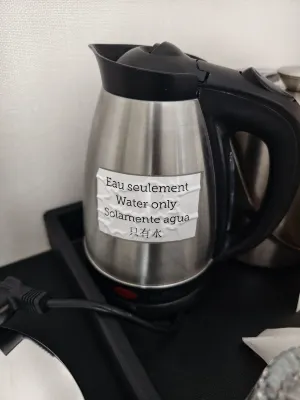 Eau seulement
Water only
Solamente agua
只有水